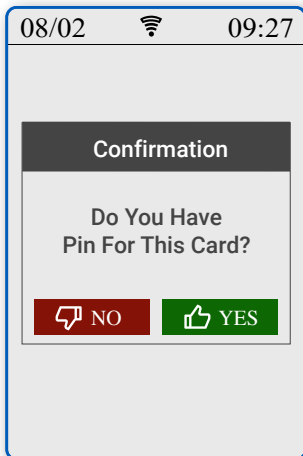 08/02 09:27
Confirmation
Do You Have
Pin For This Card?
NO YES